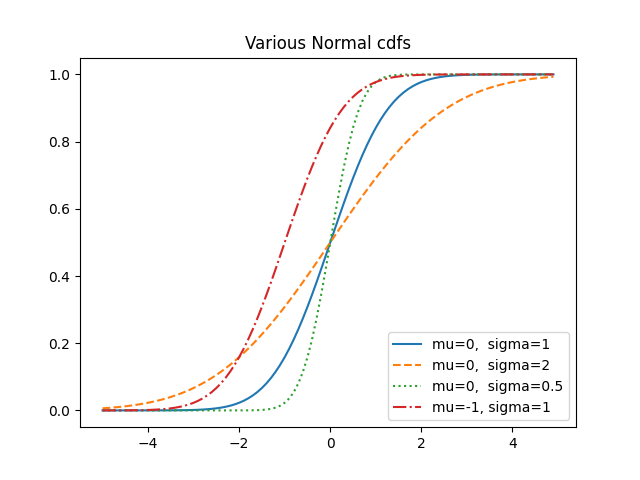 Various Normal cdfs
1.0
0.8
0.6
0.4
0.2
0.0
mu=0,  sigma=1
mu=0,  sigma=2
mu=0,  sigma=0.5
mu=-1, sigma=1
−4 −2 0 2 4